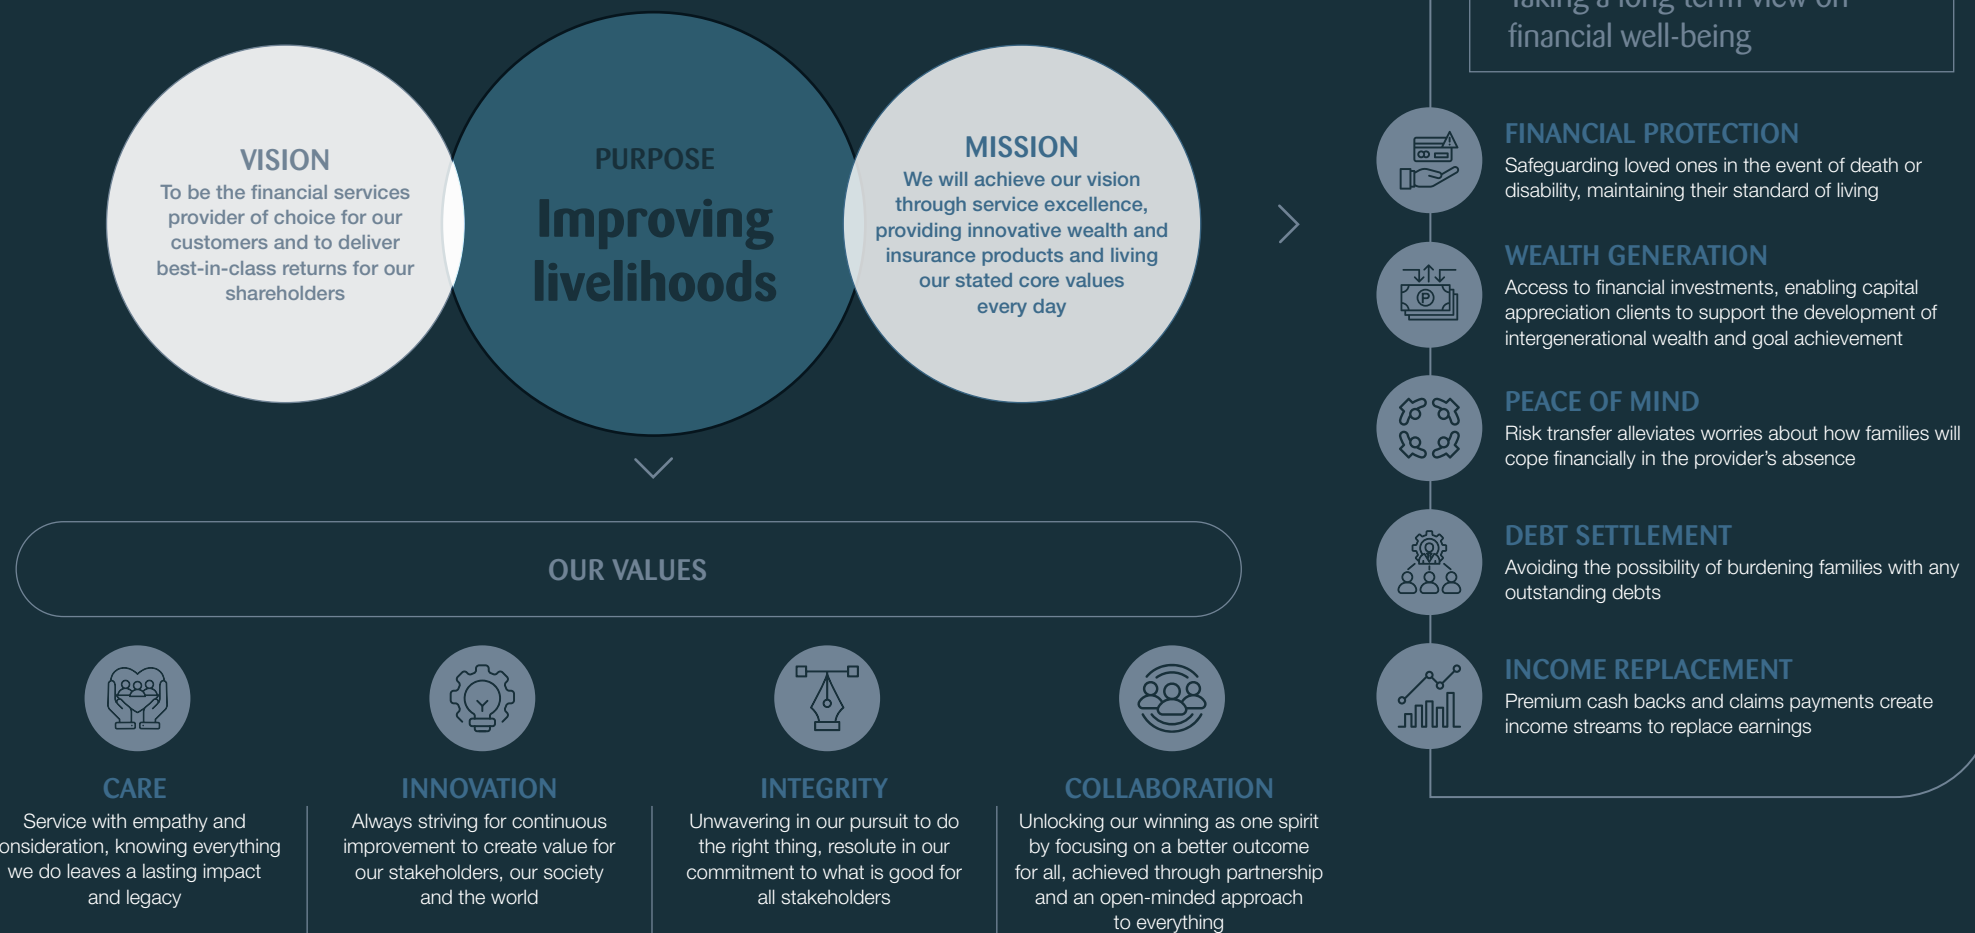 VISION
To be the financial services
provider of choice for our
customers and to deliver
best-in-class returns for our
shareholders
PURPOSE
Improving
livelihoods
MISSION
We will achieve our vision
through service excellence,
providing innovative wealth and
insurance products and living
our stated core values
every day
OUR VALUES
CARE
Service with empathy and
consideration, knowing everything
we do leaves a lasting impact
and legacy
INNOVATION
Always striving for continuous
improvement to create value for
our stakeholders, our society
and the world
INTEGRITY
Unwavering in our pursuit to do
the right thing, resolute in our
commitment to what is good for
all stakeholders
COLLABORATION
Unlocking our winning as one spirit
by focusing on a better outcome
for all, achieved through partnership
and an open-minded approach
to everything
Taking a long-term view on
financial well-being
FINANCIAL PROTECTION
Safeguarding loved ones in the event of death or
disability, maintaining their standard of living
P
WEALTH GENERATION
Access to financial investments, enabling capital
appreciation clients to support the development of
intergenerational wealth and goal achievement
PEACE OF MIND
Risk transfer alleviates worries about how families will
cope financially in the provider’s absence
DEBT SETTLEMENT
Avoiding the possibility of burdening families with any
outstanding debts
INCOME REPLACEMENT
Premium cash backs and claims payments create
income streams to replace earnings